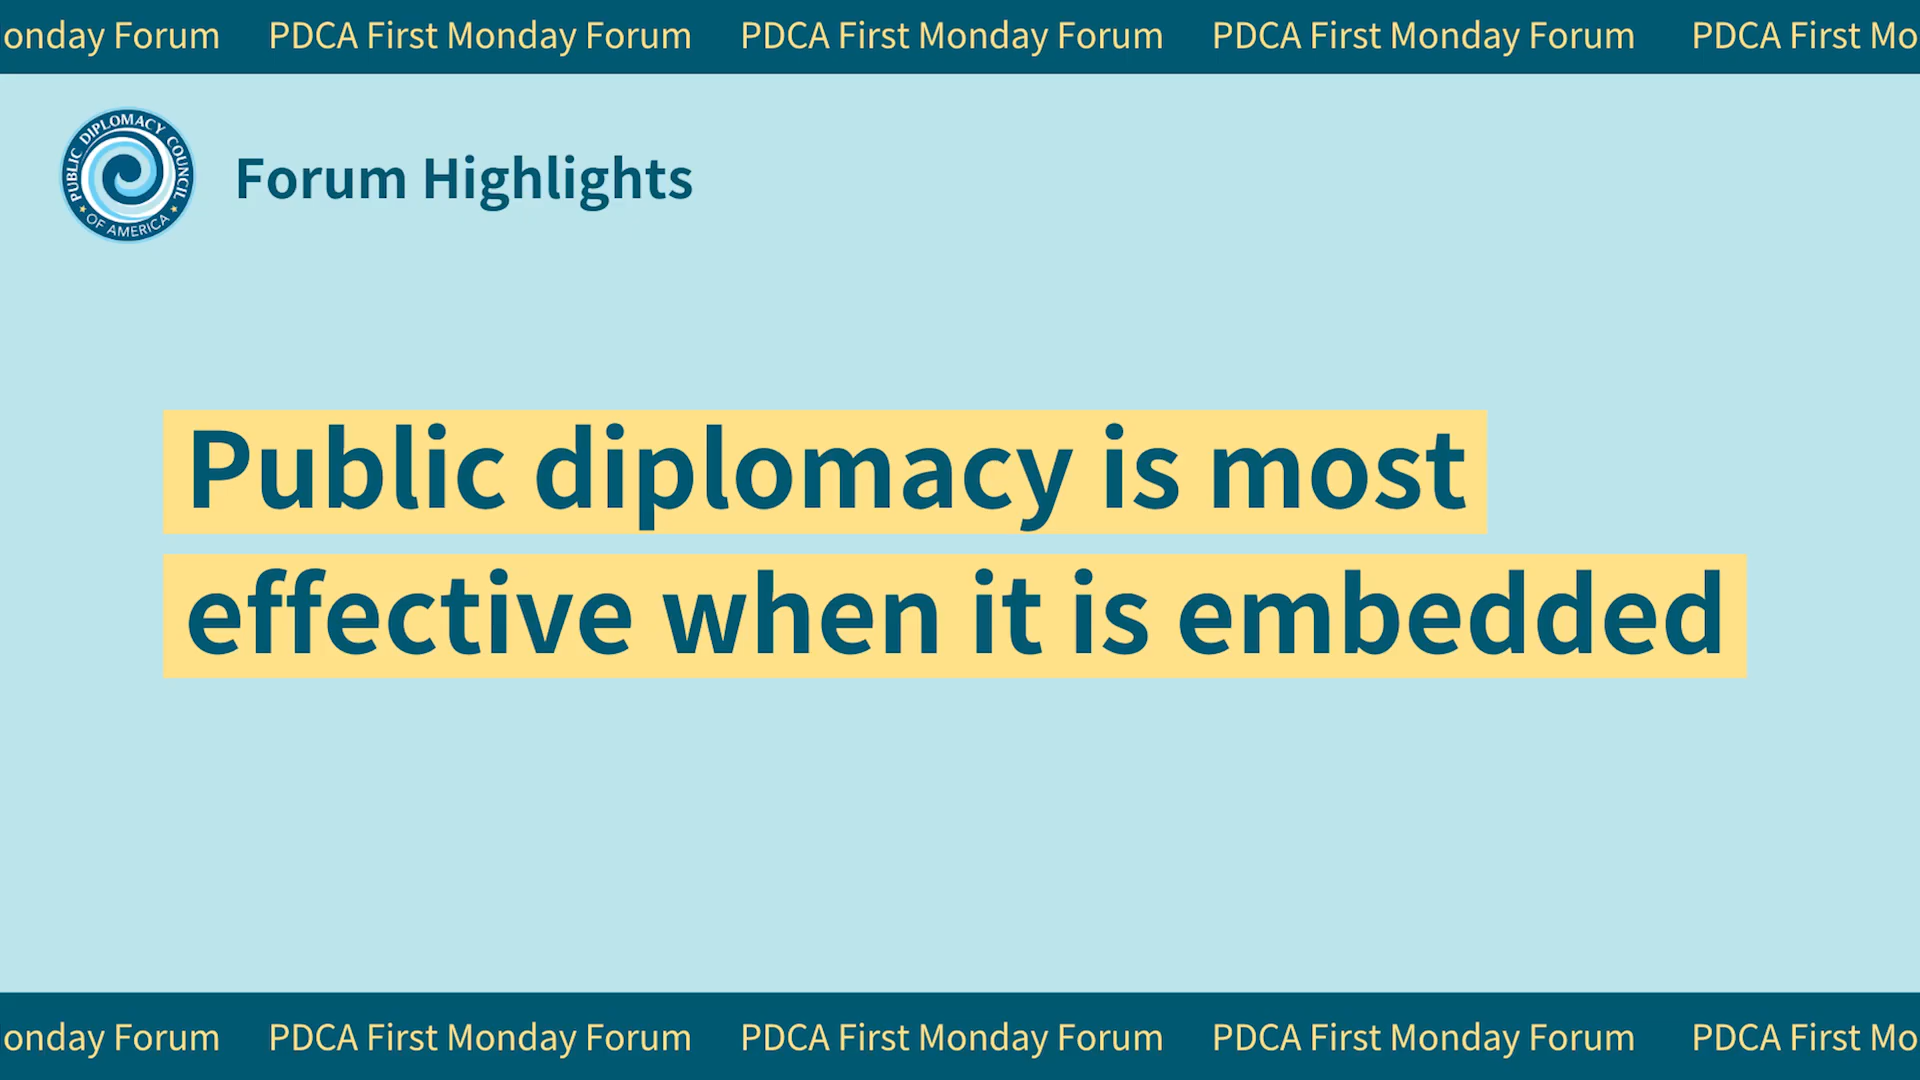 onday Forum PDCA First Monday Forum PDCA First Monday Forum PDCA First Monday Forum PDCA First Mo
PUBLIC DIPLOMACY COUNCIL
OF AMERICA
Forum Highlights
Public diplomacy is most
effective when it is embedded
onday Forum PDCA First Monday Forum PDCA First Monday Forum PDCA First Monday Forum PDCA First Mo